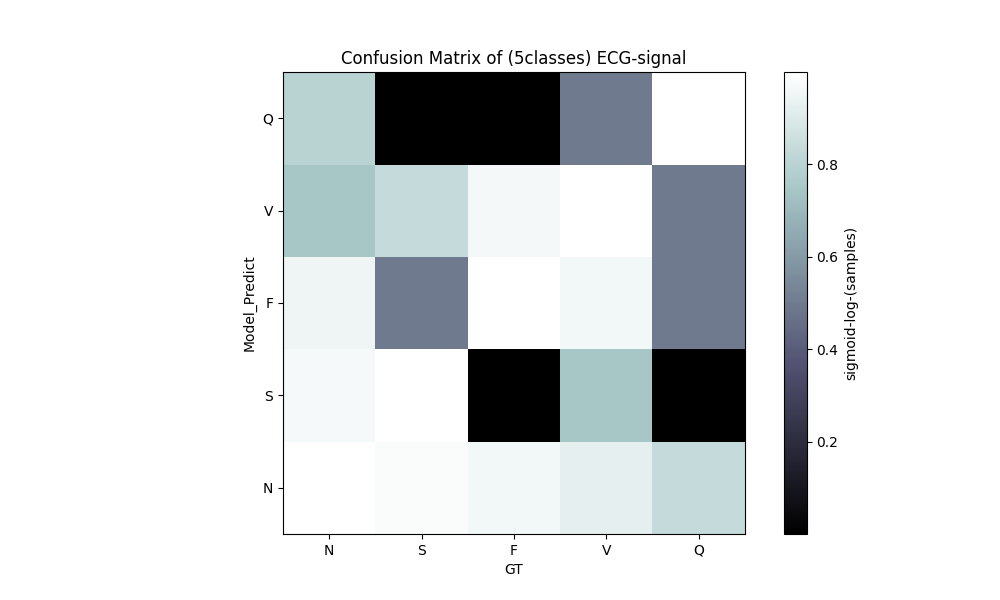 Confusion Matrix of (5classes) ECG-signal
Model_Predict
Q
V
F
S
N
N S F V Q
GT
0.8
0.6
0.4
0.2
sigmoid-log-(samples)